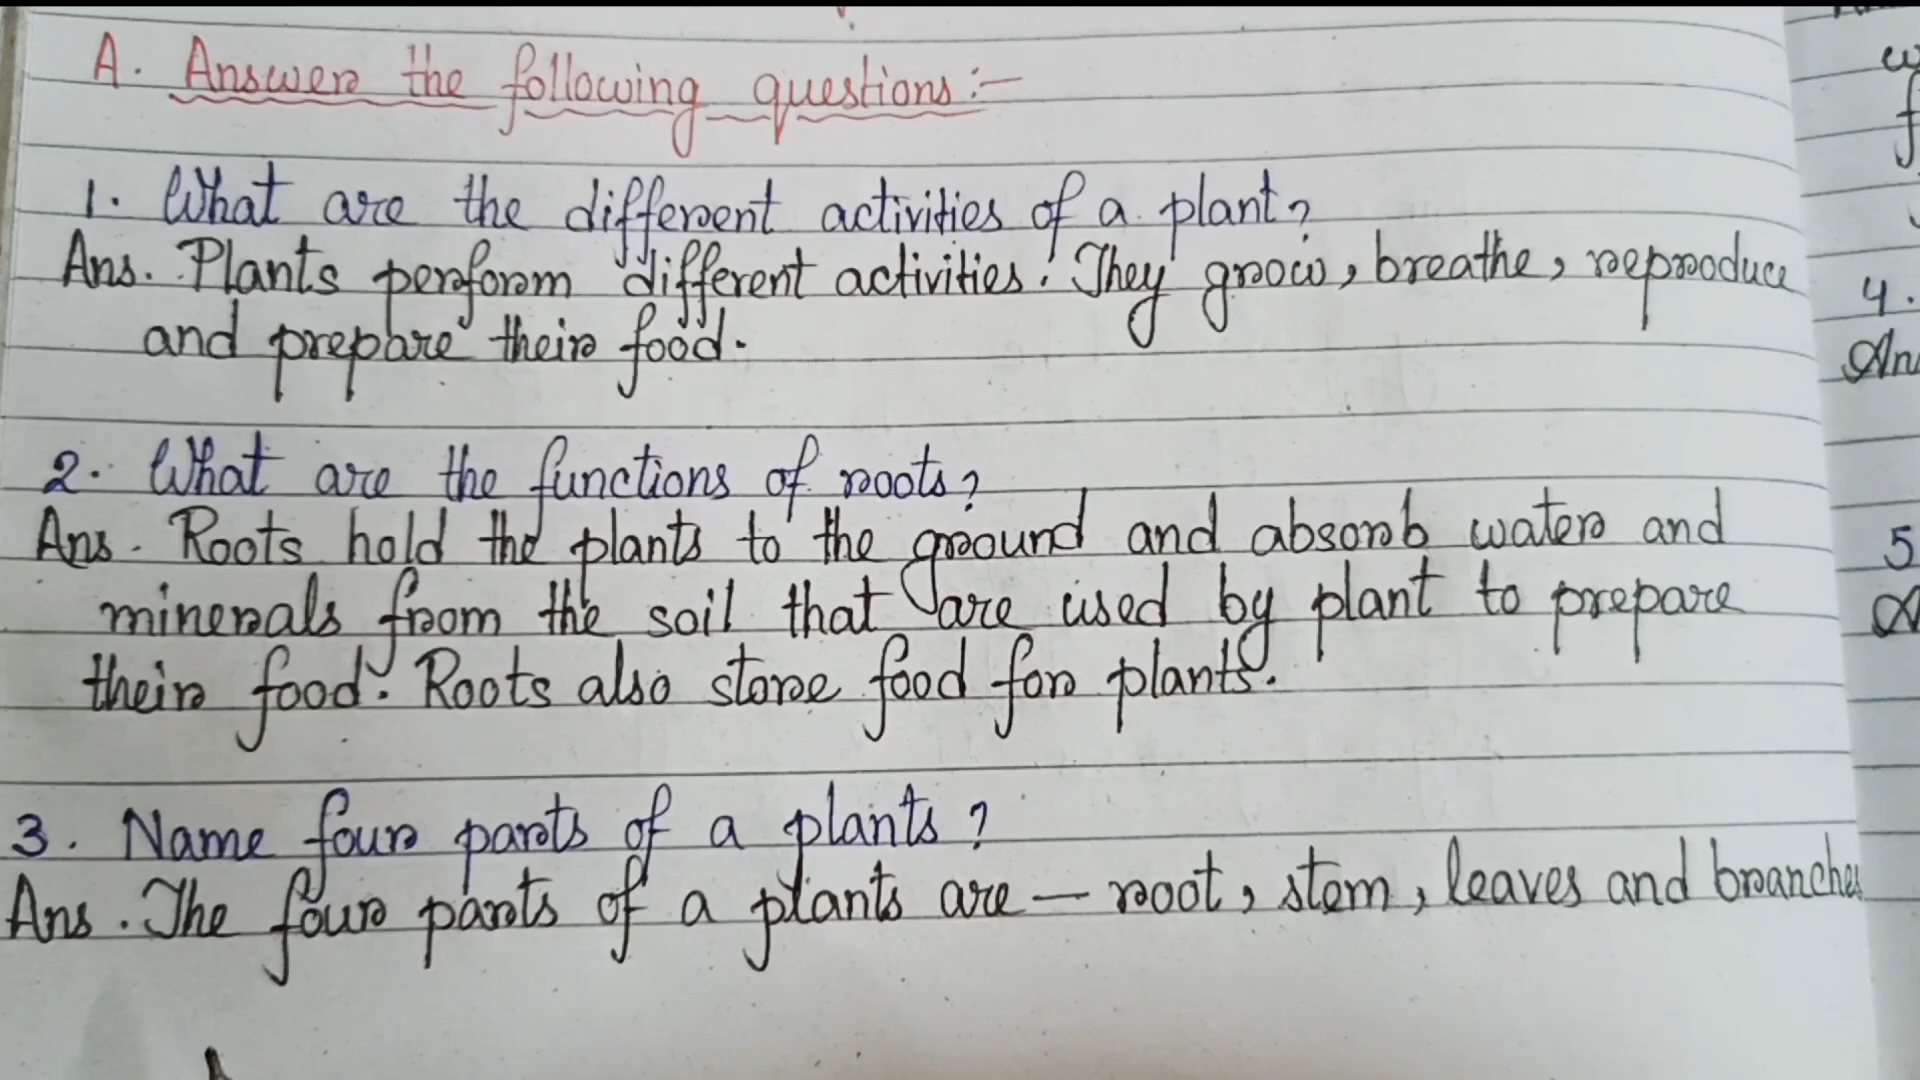 A. Answer the following questions:-
1. What are the different activities of a plant?
Ans. Plants perform different activities. They grow, breathe, reproduce
and prepare their food.
2. What are the functions of roots?
Ans. Roots hold the plants to the ground and absorb water and
minerals from the soil that are used by plant to prepare
their food. Roots also store food for plants.
3. Name four parts of a plants?
Ans. The four parts of a plants are — root, stem, leaves and branches
4.
An
5